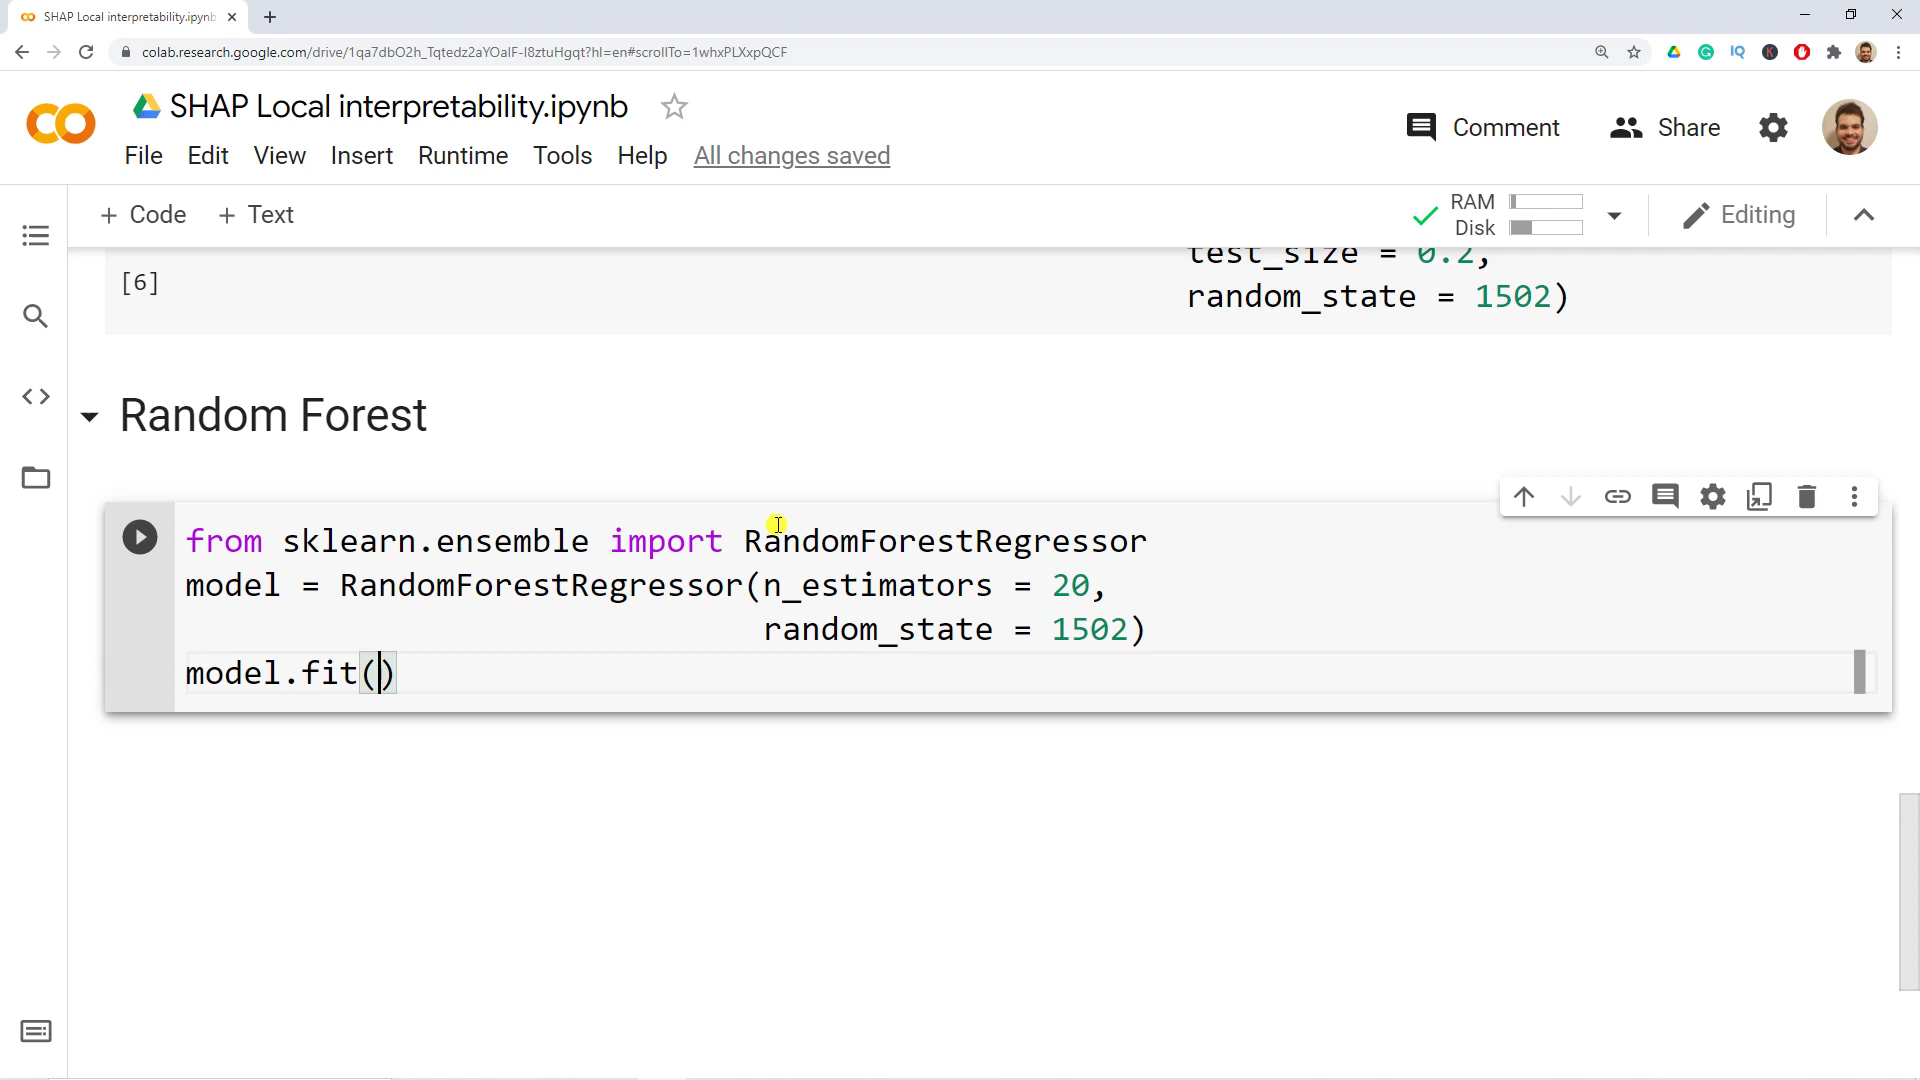 SHAP Local interpretability.ipynb
colab.research.google.com/drive/1qa7dbO2h_Tqtedz2aYOalF-I8ztuHgqt?hl=en#scrollTo=1whxPLXxpQCF
SHAP Local interpretability.ipynb
Comment
Share
File Edit View Insert Runtime Tools Help All changes saved
+ Code + Text
RAM
Disk
Editing
test_size = 0.2,
[6]
random_state = 1502)
Random Forest
from sklearn.ensemble import RandomForestRegressor
model = RandomForestRegressor(n_estimators = 20,
random_state = 1502)
model.fit()